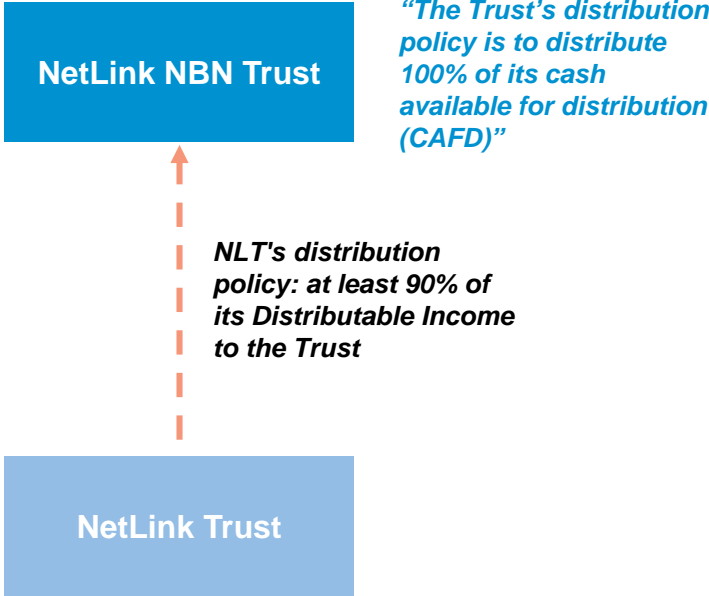 NetLink NBN Trust
“The Trust’s distribution
policy is to distribute
100% of its cash
available for distribution
(CAFD)”
NLT's distribution
policy: at least 90% of
its Distributable Income
to the Trust
NetLink Trust